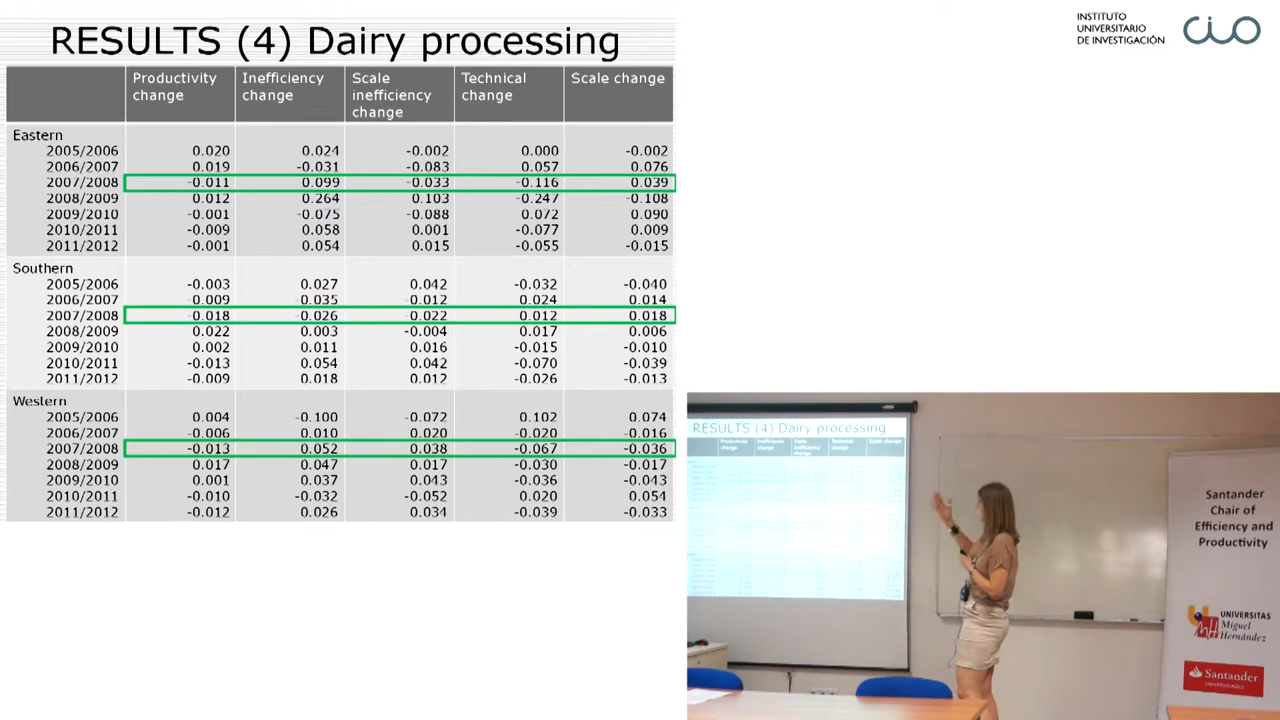 RESULTS (4) Dairy processing
INSTITUTO
UNIVERSITARIO
DE INVESTIGACIÓN
CIO
Productivity change Inefficiency change Scale inefficiency change Technical change Scale change
Eastern
2005/2006 0.020 0.024 -0.002 0.000 -0.002
2006/2007 0.019 -0.031 -0.083 0.057 0.076
2007/2008 -0.011 0.099 -0.033 -0.116 0.039
2008/2009 0.012 0.264 0.103 -0.247 -0.108
2009/2010 -0.001 -0.075 -0.088 0.072 0.090
2010/2011 -0.009 0.058 0.001 -0.077 0.009
2011/2012 -0.001 0.054 0.015 -0.055 -0.015
Southern
2005/2006 -0.003 0.027 0.042 -0.032 -0.040
2006/2007 -0.009 -0.035 -0.012 0.024 0.014
2007/2008 -0.018 -0.026 -0.022 0.012 0.018
2008/2009 0.022 0.003 -0.004 0.017 0.006
2009/2010 0.002 0.011 0.016 -0.015 -0.010
2010/2011 -0.013 0.054 0.042 -0.070 -0.039
2011/2012 -0.009 0.018 0.012 -0.026 -0.013
Western
2005/2006 0.004 -0.100 -0.072 0.102 0.074
2006/2007 -0.006 0.010 0.020 -0.020 -0.016
2007/2008 -0.013 0.052 0.038 -0.067 -0.036
2008/2009 0.017 0.047 0.017 -0.030 -0.017
2009/2010 0.001 0.037 0.043 -0.036 -0.043
2010/2011 -0.010 -0.032 -0.052 0.020 0.054
2011/2012 -0.012 0.026 0.034 -0.039 -0.033
RESULTS (4) Dairy processing
Productivity change Inefficiency change Scale inefficiency change Technical change Scale change
Santander
Chair of
Efficiency and
Productivity
UNIVERSITAS
Miguel
Hernández
Santander
UNIVERSIDADES